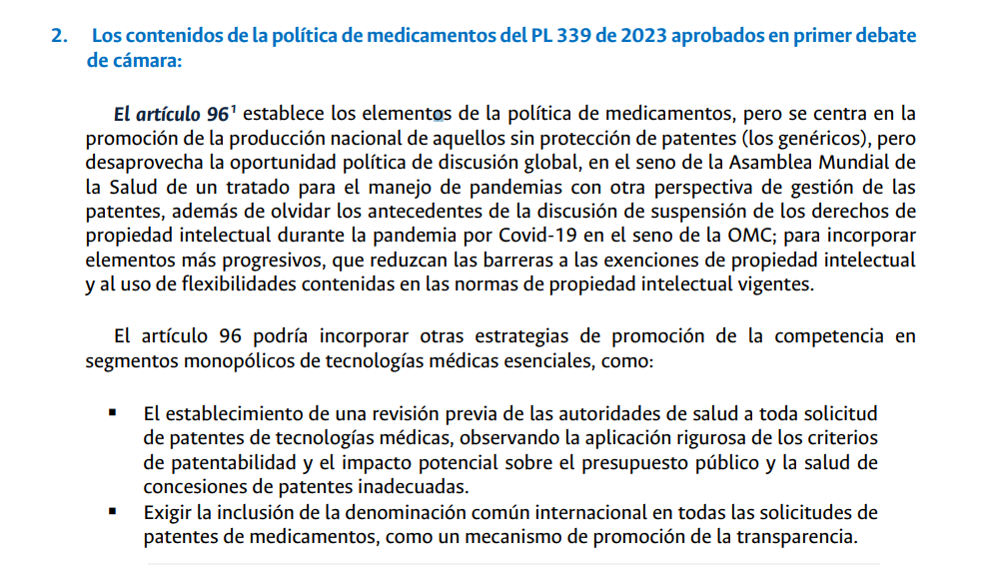 2. Los contenidos de la política de medicamentos del PL 339 de 2023 aprobados en primer debate
de cámara:
El artículo 96¹ establece los elementos de la política de medicamentos, pero se centra en la
promoción de la producción nacional de aquellos sin protección de patentes (los genéricos), pero
desaprovecha la oportunidad política de discusión global, en el seno de la Asamblea Mundial de
la Salud de un tratado para el manejo de pandemias con otra perspectiva de gestión de las
patentes, además de olvidar los antecedentes de la discusión de suspensión de los derechos de
propiedad intelectual durante la pandemia por Covid-19 en el seno de la OMC; para incorporar
elementos más progresivos, que reduzcan las barreras a las exenciones de propiedad intelectual
y al uso de flexibilidades contenidas en las normas de propiedad intelectual vigentes.
El artículo 96 podría incorporar otras estrategias de promoción de la competencia en
segmentos monopólicos de tecnologías médicas esenciales, como:
▪ El establecimiento de una revisión previa de las autoridades de salud a toda solicitud
de patentes de tecnologías médicas, observando la aplicación rigurosa de los criterios
de patentabilidad y el impacto potencial sobre el presupuesto público y la salud de
concesiones de patentes inadecuadas.
▪ Exigir la inclusión de la denominación común internacional en todas las solicitudes de
patentes de medicamentos, como un mecanismo de promoción de la transparencia.